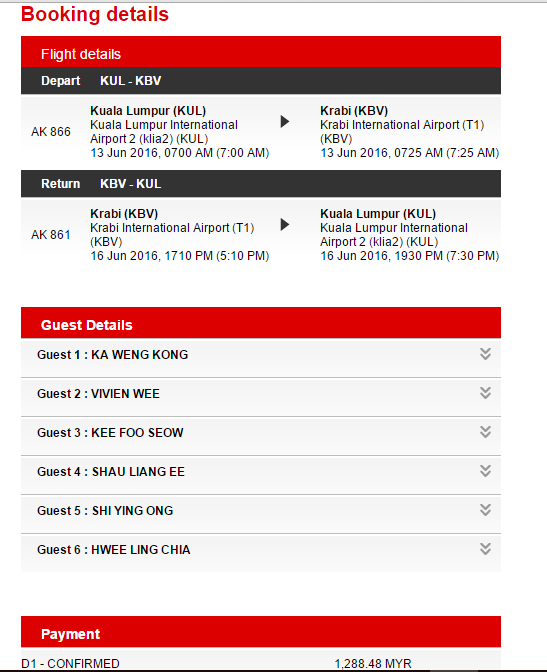 Booking details
Flight details
Depart KUL - KBV
AK 866
Kuala Lumpur (KUL)
Kuala Lumpur International
Airport 2 (klia2) (KUL)
13 Jun 2016, 0700 AM (7:00 AM)
Krabi (KBV)
Krabi International Airport (T1)
(KBV)
13 Jun 2016, 0725 AM (7:25 AM)
Return KBV - KUL
AK 861
Krabi (KBV)
Krabi International Airport (T1)
(KBV)
16 Jun 2016, 1710 PM (5:10 PM)
Kuala Lumpur (KUL)
Kuala Lumpur International
Airport 2 (klia2) (KUL)
16 Jun 2016, 1930 PM (7:30 PM)
Guest Details
Guest 1 : KA WENG KONG
Guest 2 : VIVIEN WEE
Guest 3 : KEE FOO SEOW
Guest 4 : SHAU LIANG EE
Guest 5 : SHI YING ONG
Guest 6 : HWEE LING CHIA
Payment
D1 - CONFIRMED 1,288.48 MYR